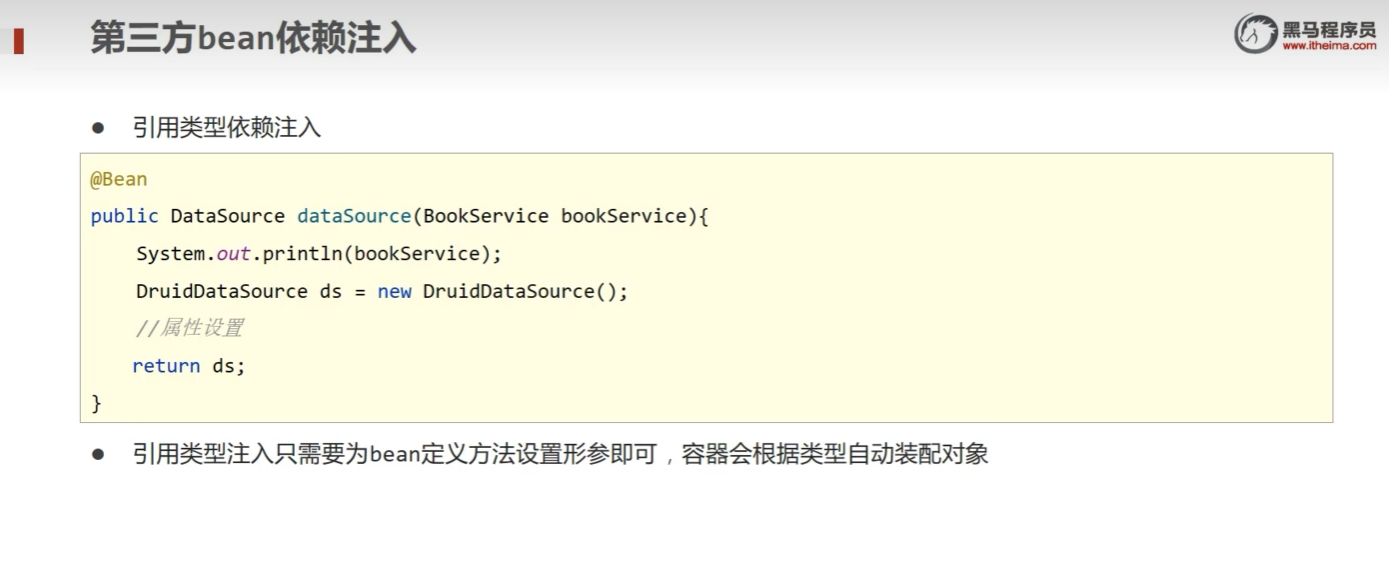 第三方bean依赖注入
黑马程序员
www.itheima.com
● 引用类型依赖注入
@Bean
public DataSource dataSource(BookService bookService){
System.out.println(bookService);
DruidDataSource ds = new DruidDataSource();
//属性设置
return ds;
}
● 引用类型注入只需要为bean定义方法设置形参即可，容器会根据类型自动装配对象